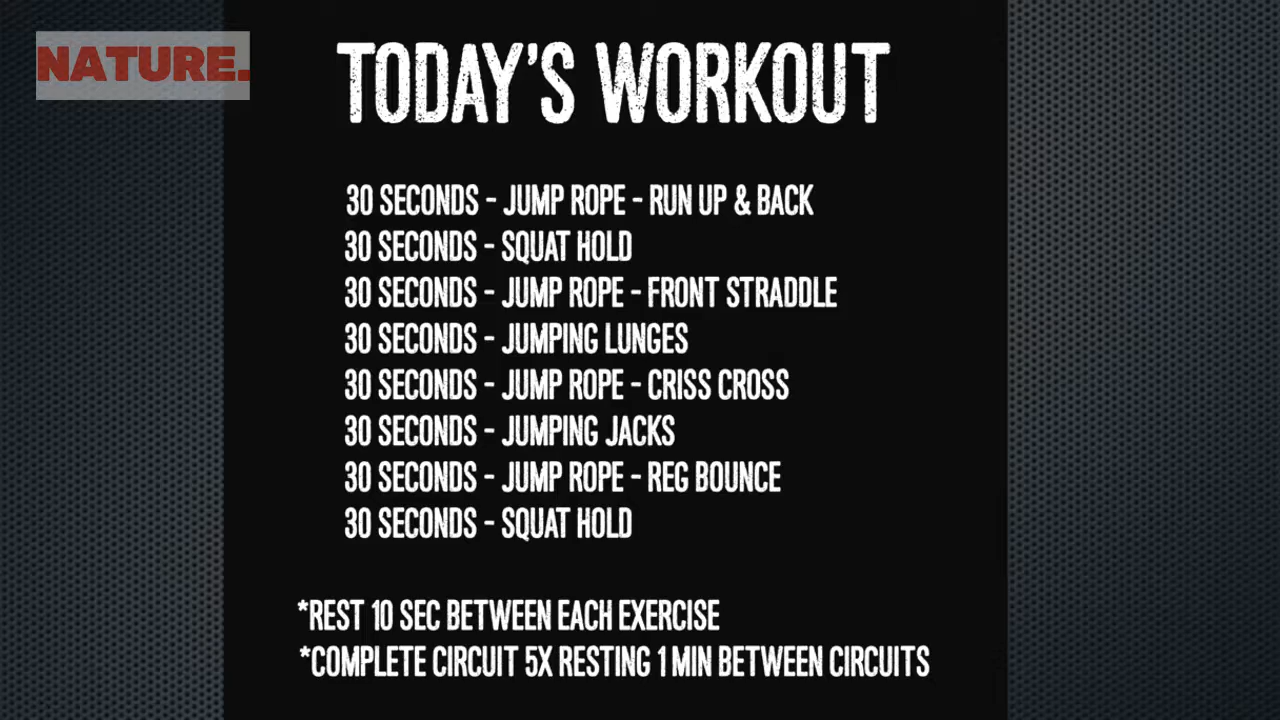 NATURE.
TODAY'S WORKOUT
30 SECONDS - JUMP ROPE - RUN UP & BACK
30 SECONDS - SQUAT HOLD
30 SECONDS - JUMP ROPE - FRONT STRADDLE
30 SECONDS - JUMPING LUNGES
30 SECONDS - JUMP ROPE - CRISS CROSS
30 SECONDS - JUMPING JACKS
30 SECONDS - JUMP ROPE - REG BOUNCE
30 SECONDS - SQUAT HOLD
*REST 10 SEC BETWEEN EACH EXERCISE
*COMPLETE CIRCUIT 5X RESTING 1 MIN BETWEEN CIRCUITS